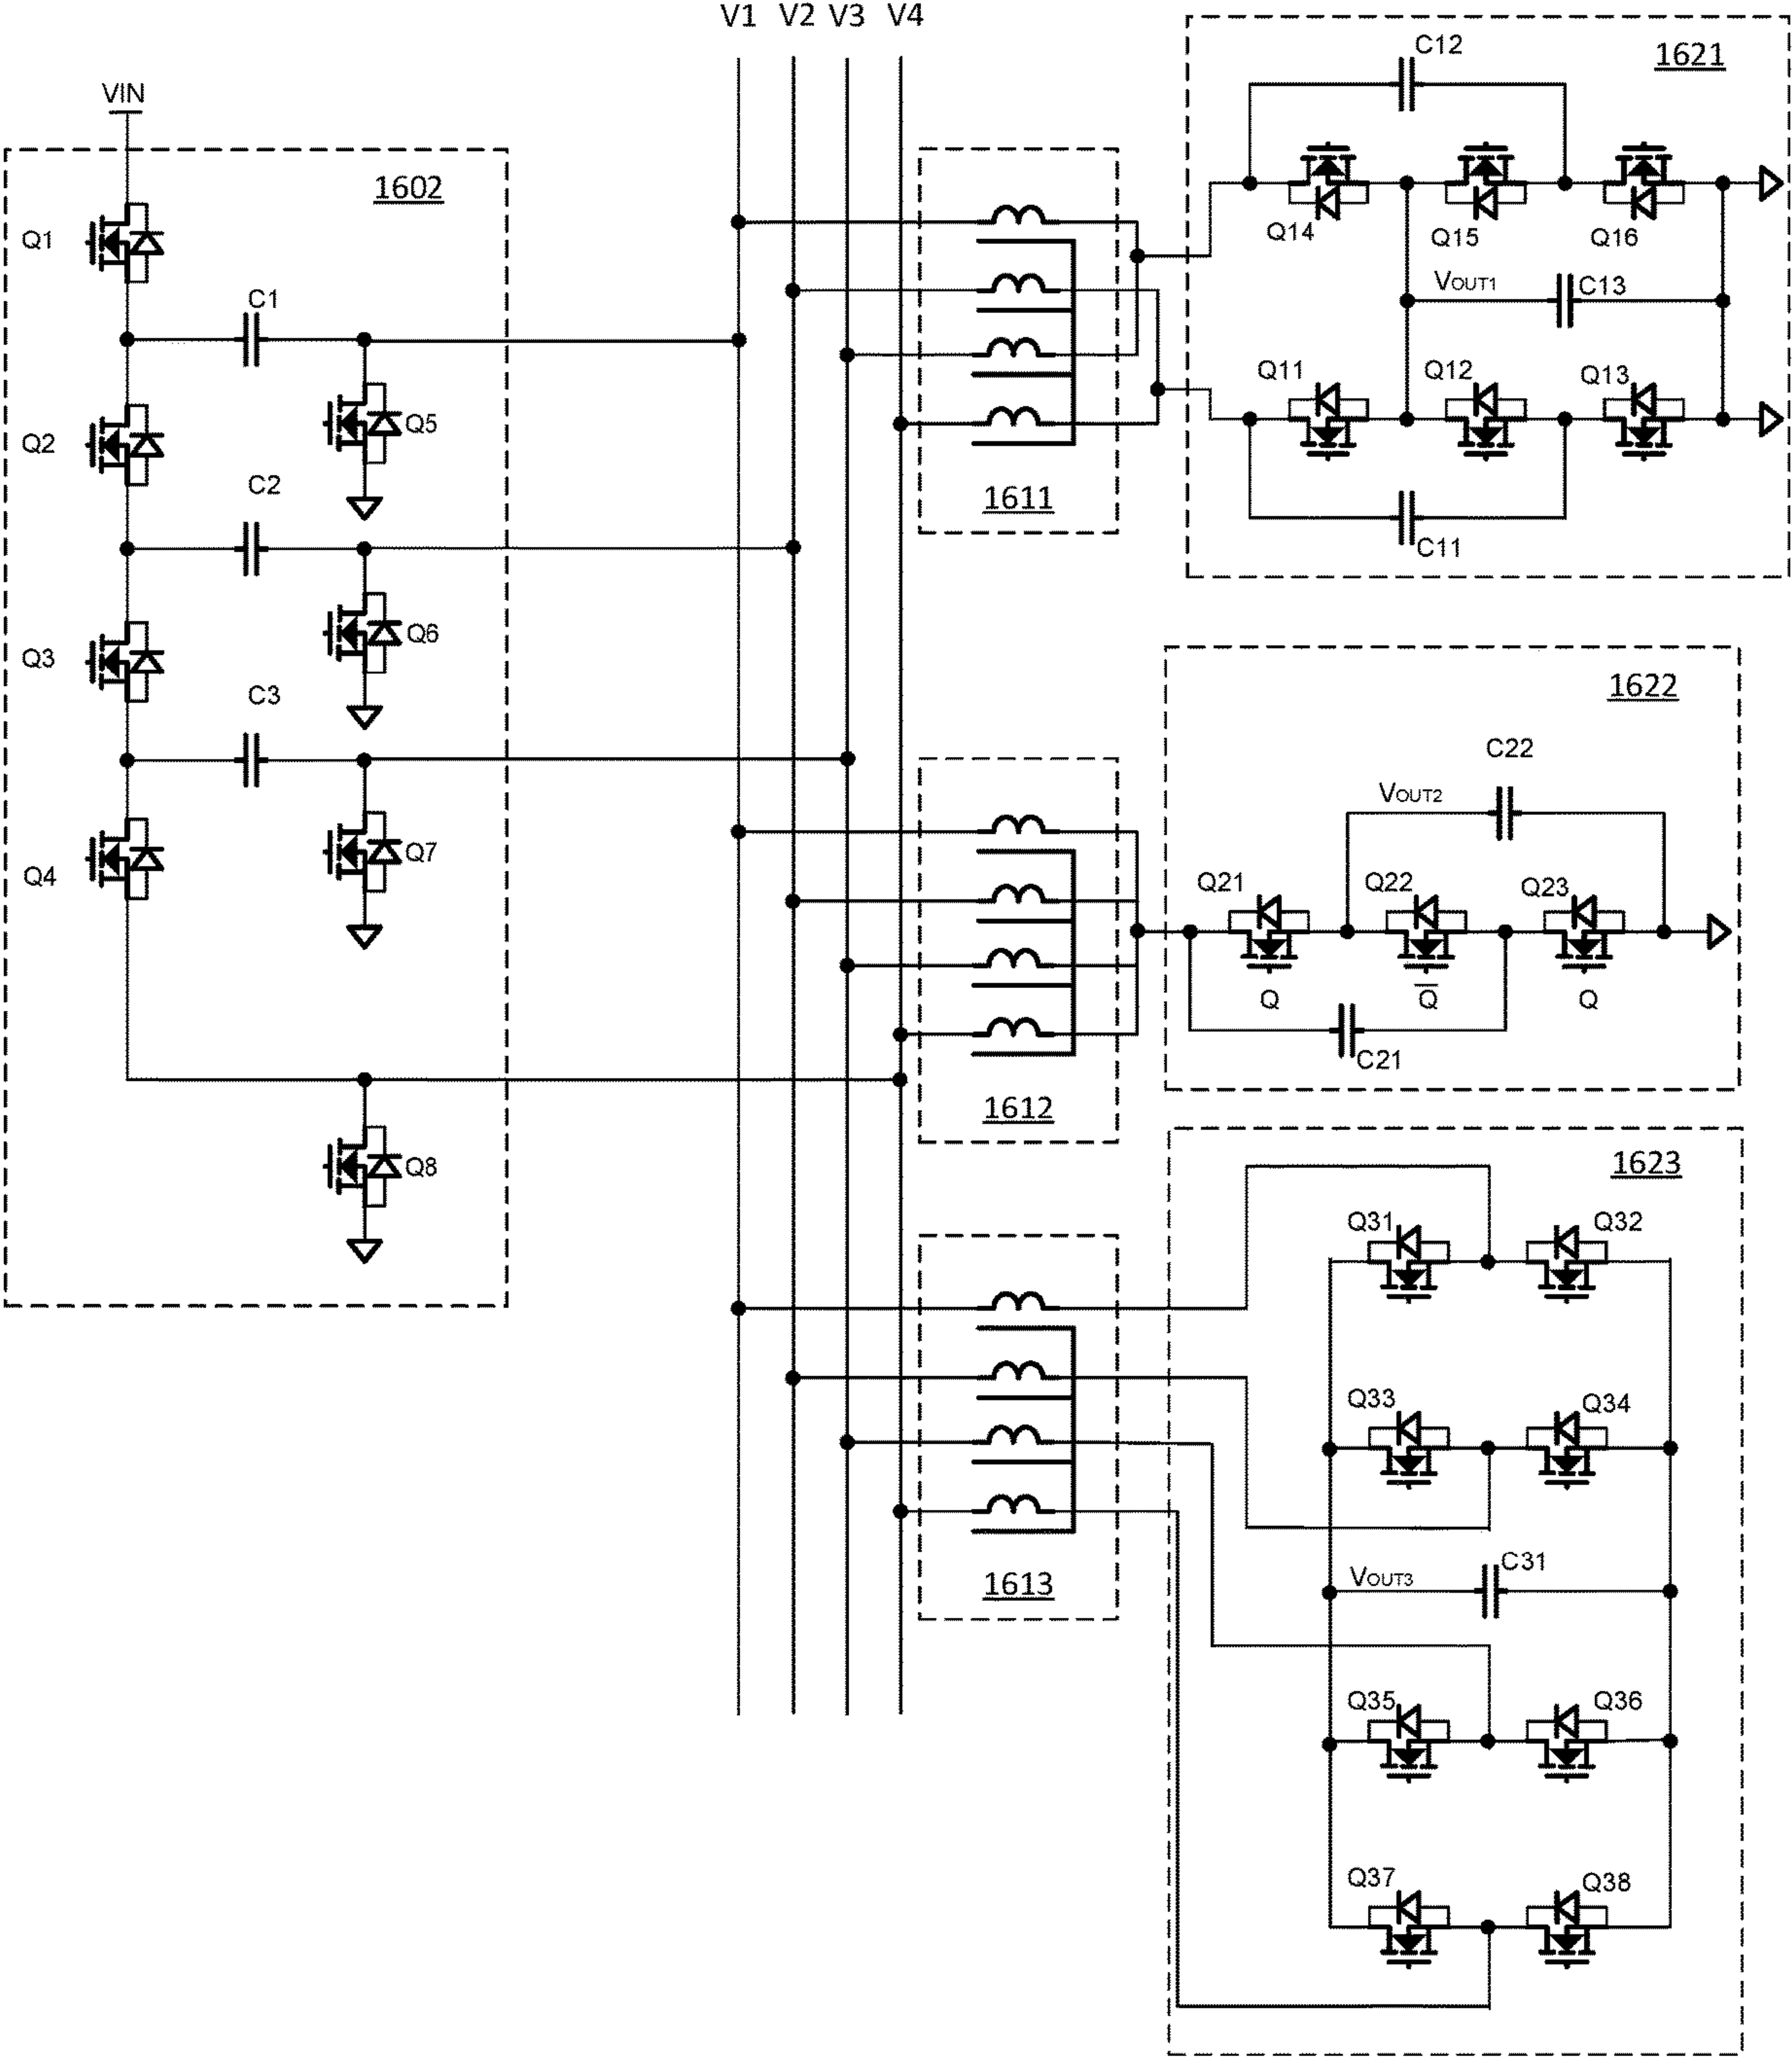 V1
V2
V3
V4
VIN
1602
Q1
C1
Q5
Q2
C2
Q6
Q3
C3
Q7
Q4
Q8
1611
1612
1613
1621
C12
Q14
Q15
Q16
VOUT1
C13
Q11
Q12
Q13
C11
1622
C22
VOUT2
Q21
Q22
Q23
Q
Q̅
Q
C21
1623
Q31
Q32
Q33
Q34
C31
VOUT3
Q35
Q36
Q37
Q38